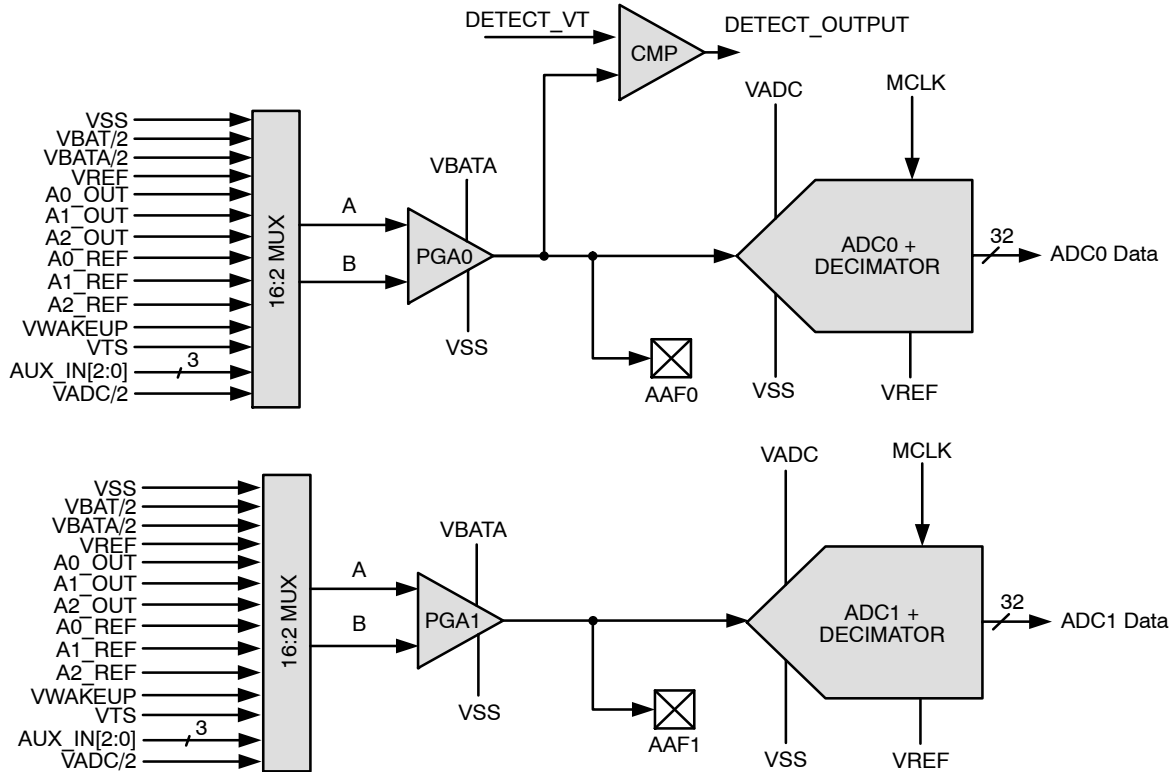 DETECT_VT
DETECT_OUTPUT
CMP
VADC
MCLK
VSS
VBAT/2
VBATA/2
VREF
A0_OUT
A1_OUT
A2_OUT
A0_REF
A1_REF
A2_REF
VWAKEUP
VTS
AUX_IN[2:0]
3
VADC/2
16:2 MUX
A
B
VBATA
PGA0
VSS
AAF0
ADC0 +
DECIMATOR
32
ADC0 Data
VSS
VREF
VADC
MCLK
VSS
VBAT/2
VBATA/2
VREF
A0_OUT
A1_OUT
A2_OUT
A0_REF
A1_REF
A2_REF
VWAKEUP
VTS
AUX_IN[2:0]
3
VADC/2
16:2 MUX
A
B
VBATA
PGA1
VSS
AAF1
ADC1 +
DECIMATOR
32
ADC1 Data
VSS
VREF